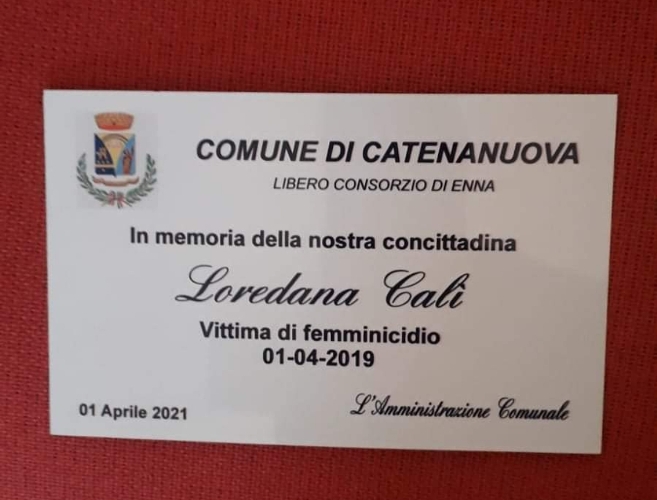 COMUNE DI CATENANUOVA
LIBERO CONSORZIO DI ENNA
In memoria della nostra concittadina
Loredana Calì
Vittima di femminicidio
01-04-2019
01 Aprile 2021
L'Amministrazione Comunale